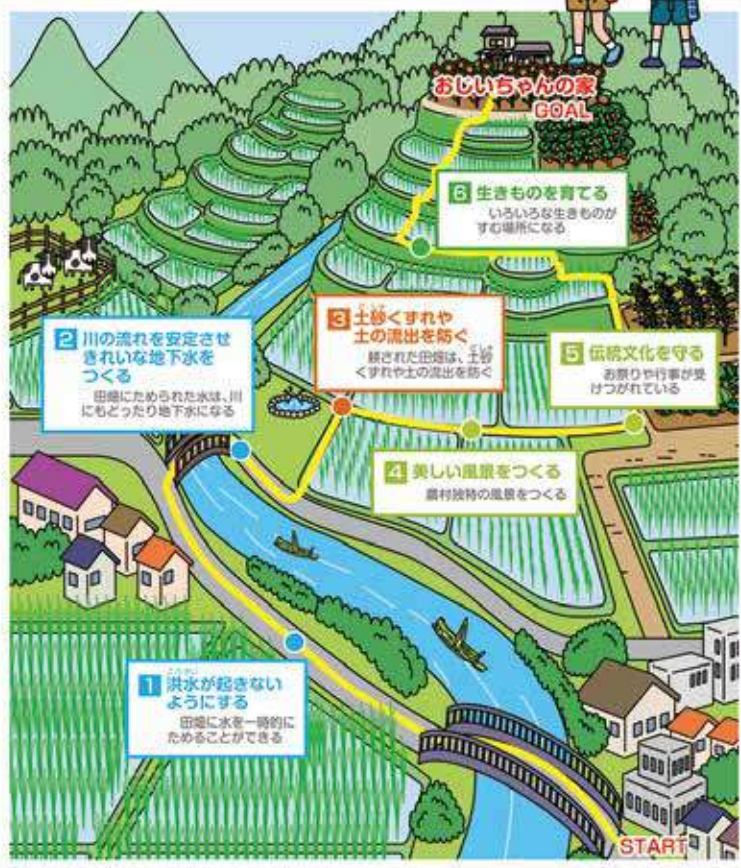 おじいちゃんの家
GOAL
6 生きものを育てる
いろいろな生きものが
すむ場所になる
2 川の流れを安定させ
きれいな地下水を
つくる
田畑にためられた水は、川
にもどったり地下水になる
3 土砂くずれや
土の流出を防ぐ
耕された田畑は、土砂
くずれや土の流出を防ぐ
5 伝統文化を守る
お祭りや行事が受
けつがれている
4 美しい風景をつくる
農村独特の風景をつくる
1 洪水が起きない
ようにする
田畑に水を一時的に
ためることができる
START